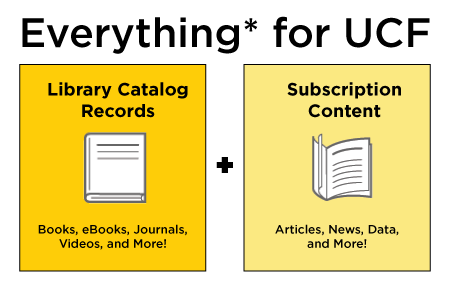 Everything* for UCF
Library Catalog
Records
Books, eBooks, Journals,
Videos, and More!
+
Subscription
Content
Articles, News, Data,
and More!